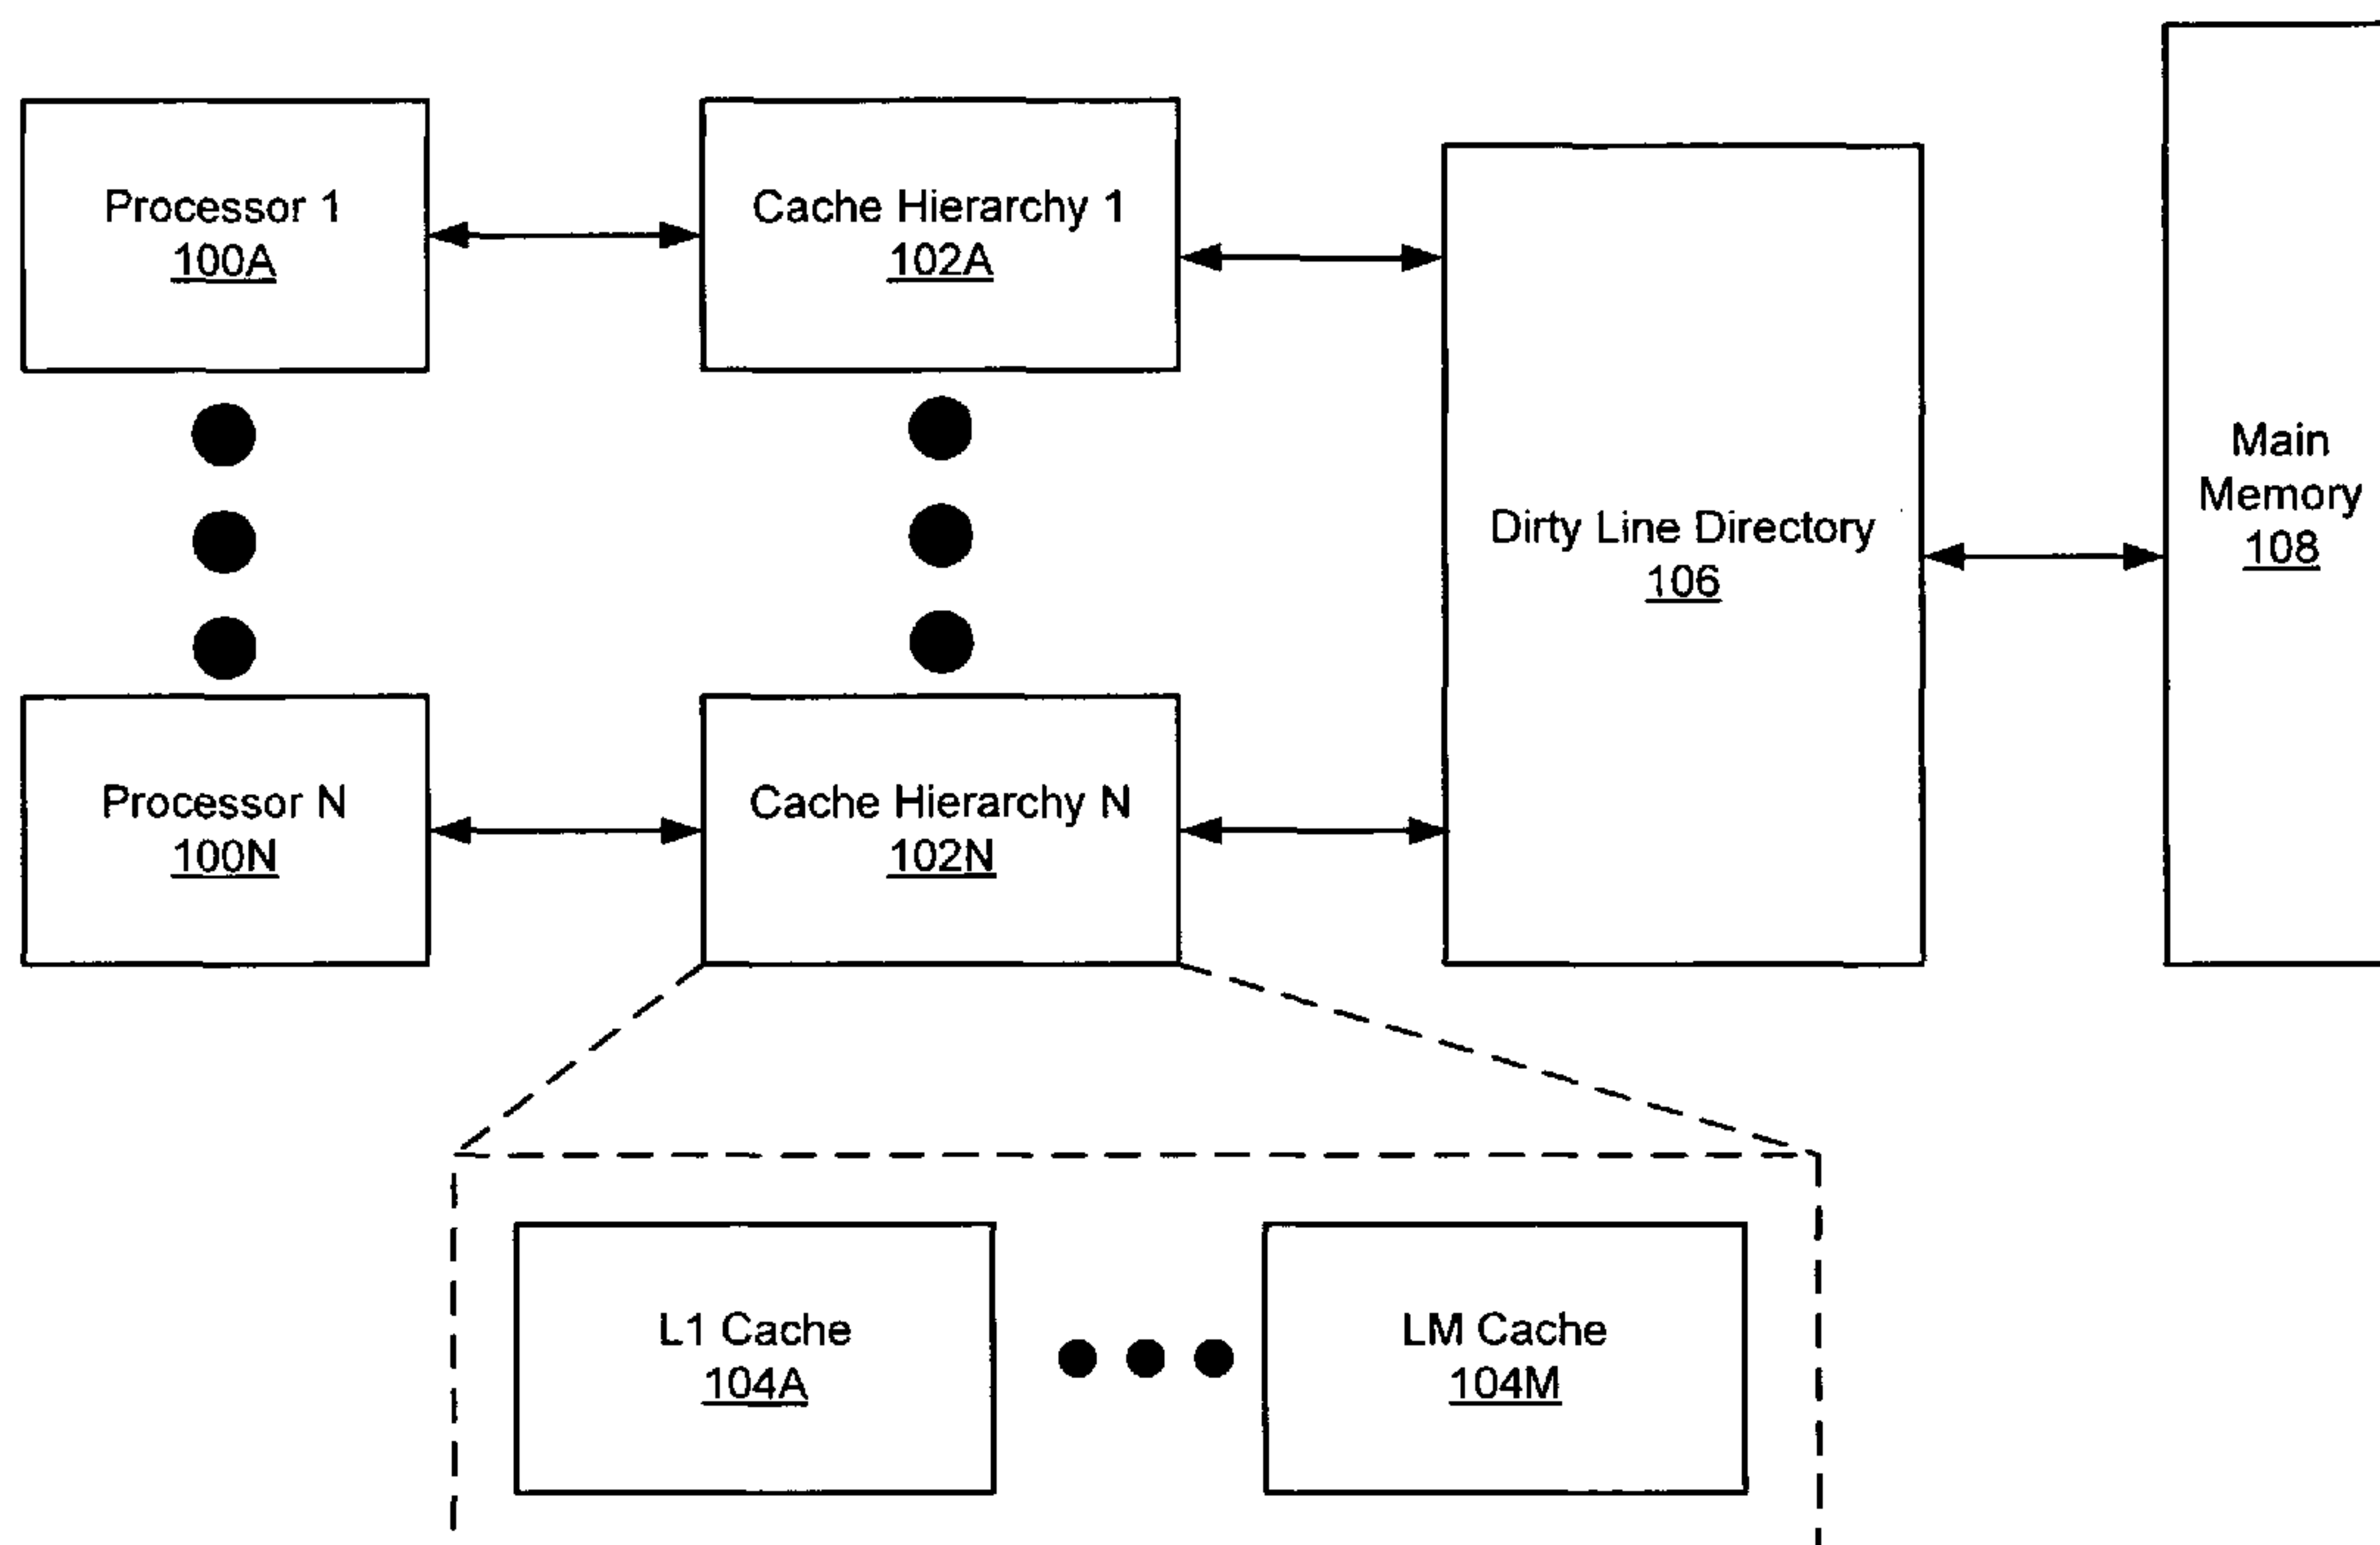 Processor 1
100A
Cache Hierarchy 1
102A
Dirty Line Directory
106
Main
Memory
108
Processor N
100N
Cache Hierarchy N
102N
L1 Cache
104A
LM Cache
104M